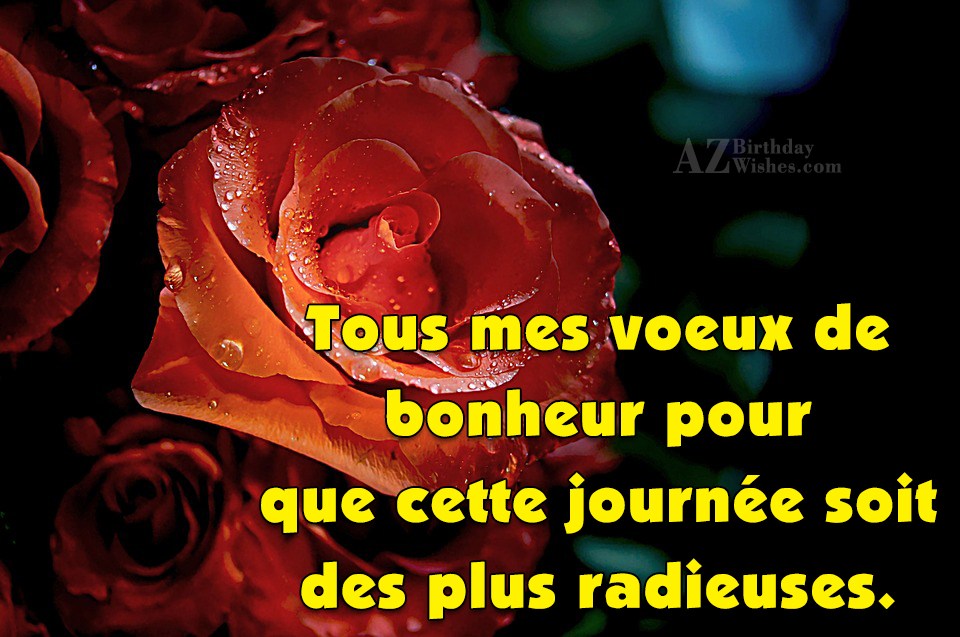 AZ Birthday
Wishes.com
Tous mes voeux de
bonheur pour
que cette journée soit
des plus radieuses.